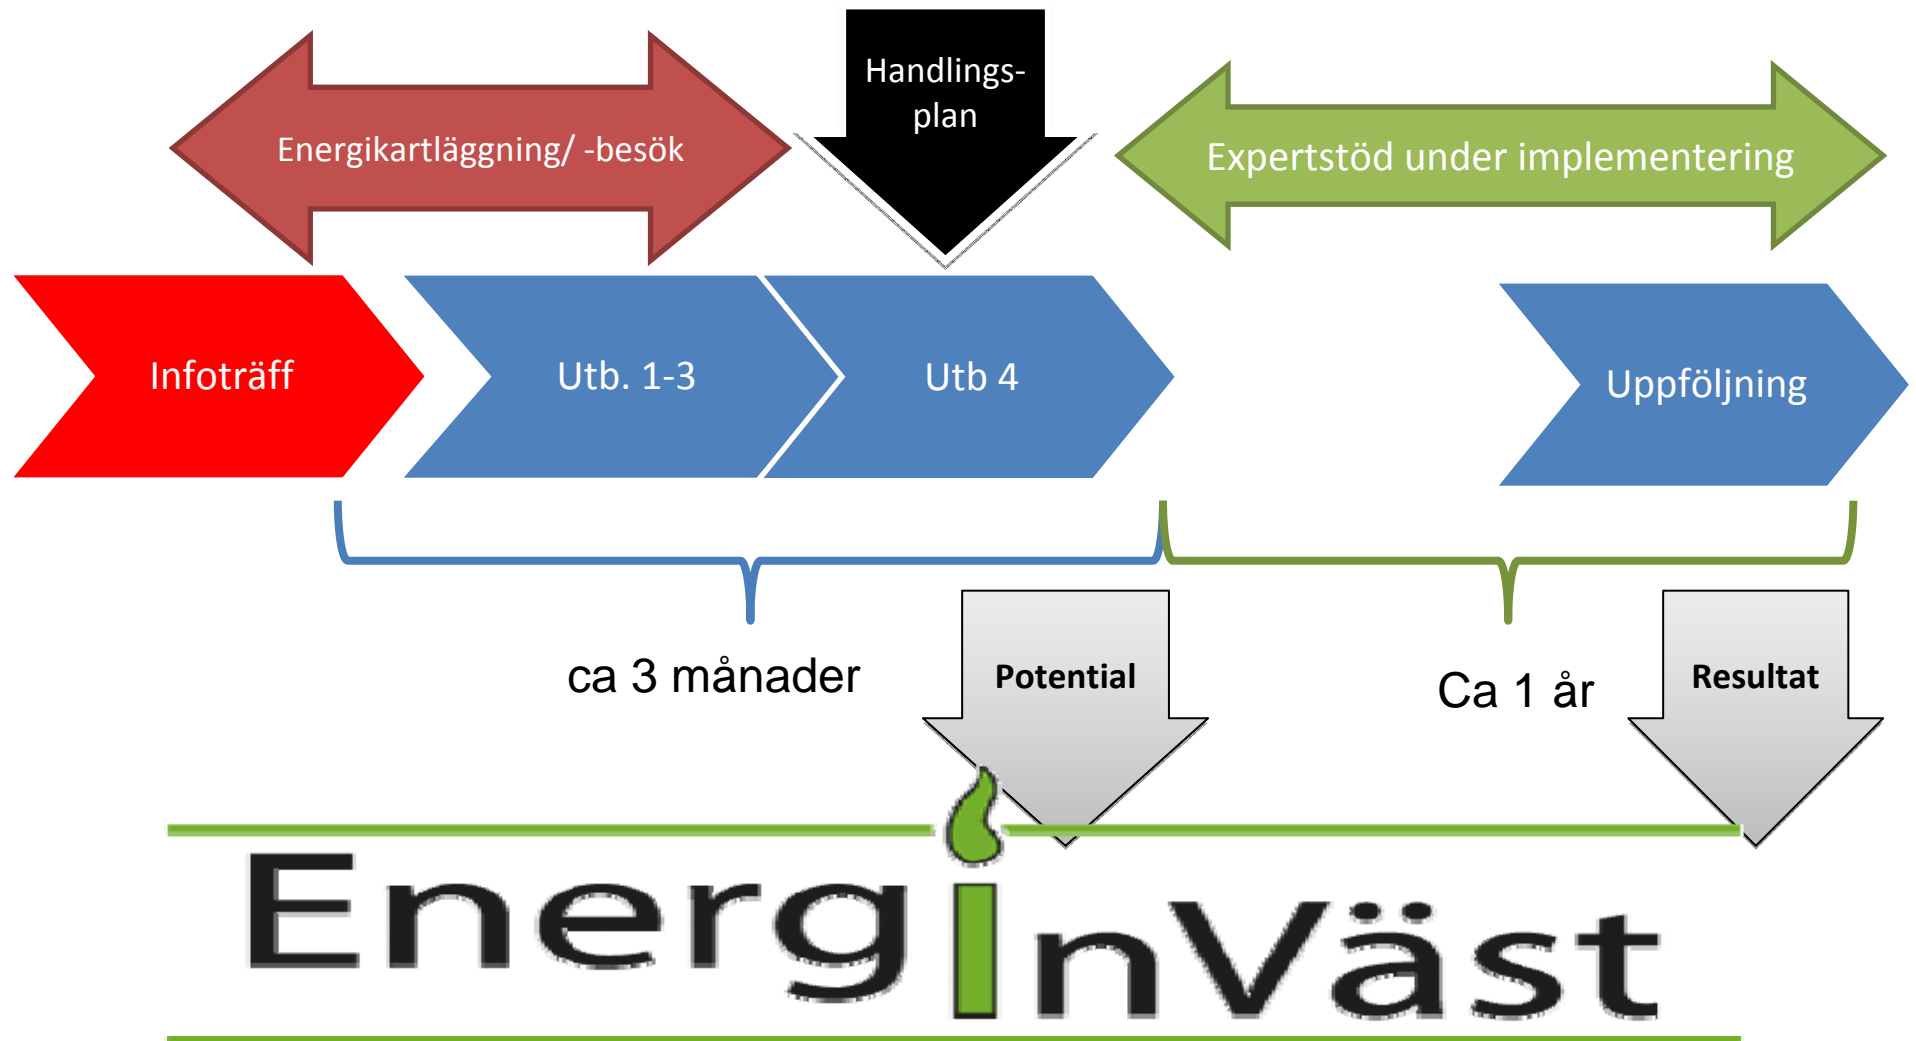 Handlings-
plan
Energikartläggning/ -besök
Expertstöd under implementering
Infoträff
Utb. 1-3
Utb 4
Uppföljning
ca 3 månader
Potential
Ca 1 år
Resultat
EnergInVäst